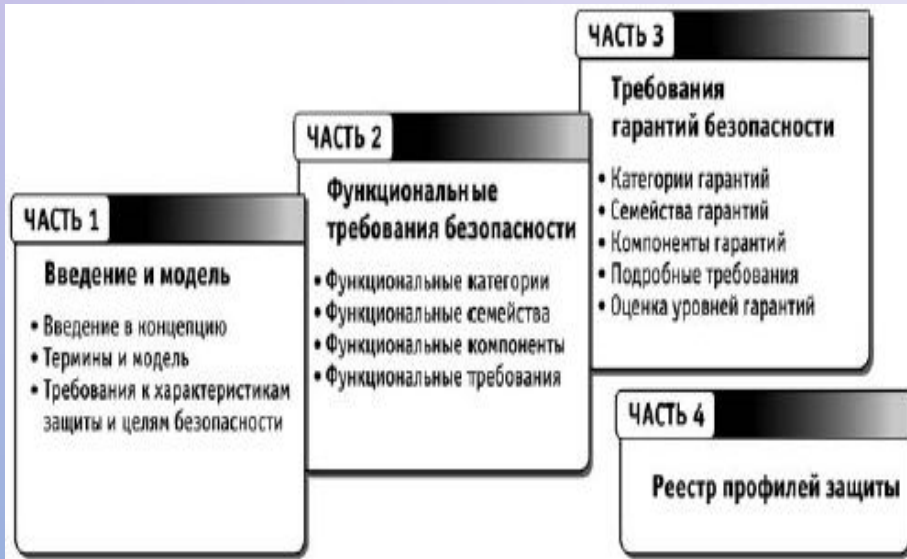 ЧАСТЬ 1
Введение и модель
• Введение в концепцию
• Термины и модель
• Требования к характеристикам
защиты и целям безопасности
ЧАСТЬ 2
Функциональные
требования безопасности
• Функциональные категории
• Функциональные семейства
• Функциональные компоненты
• Функциональные требования
ЧАСТЬ 3
Требования
гарантий безопасности
• Категории гарантий
• Семейства гарантий
• Компоненты гарантий
• Подробные требования
• Оценка уровней гарантий
ЧАСТЬ 4
Реестр профилей защиты